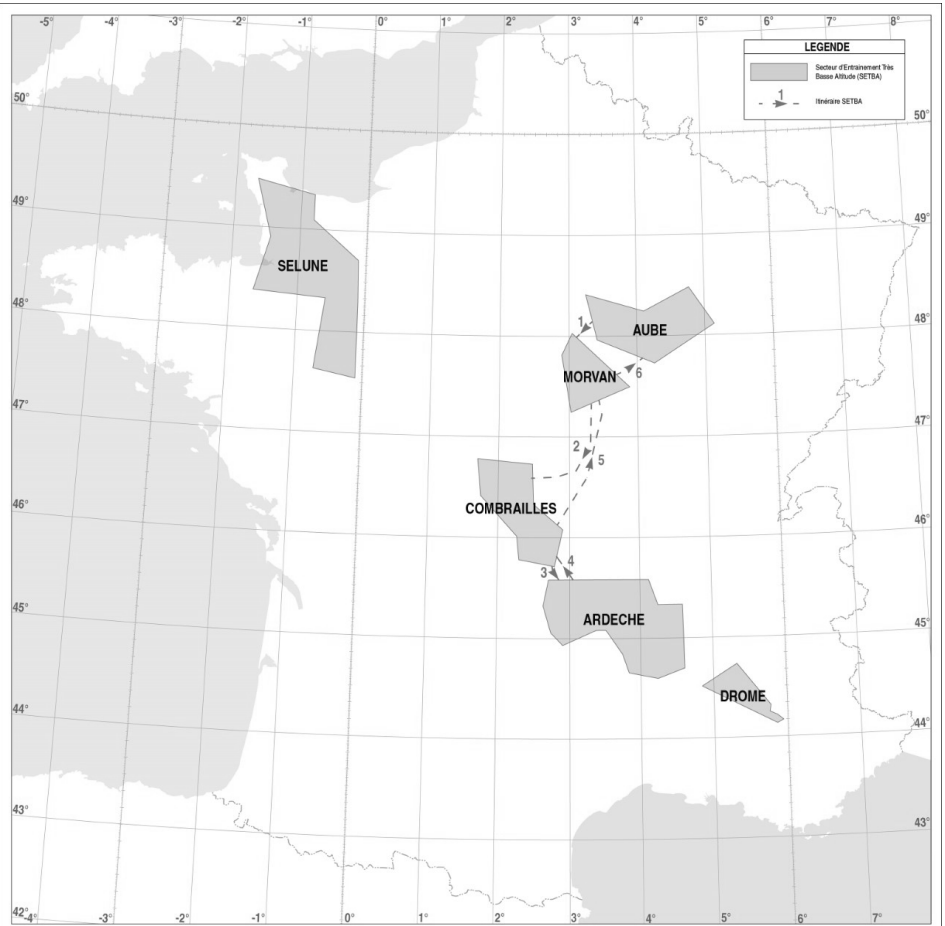 -5° -4° -3° -2° -1° 0° 1° 2° 3° 4° 5° 6° 7° 8°
LEGENDE
Secteur d'Entrainement Très
Basse Altitude (SETBA)
1
Itinéraire SETBA
50° 50°
49° 49°
SELUNE
48° 48°
1
AUBE
6
MORVAN
47° 47°
2
5
46° 46°
COMBRAILLES
3 4
45° 45°
ARDECHE
DROME
44° 44°
43° 43°
42°
-4° -3° -2° -1° 0° 1° 2° 3° 4° 5° 6° 7°